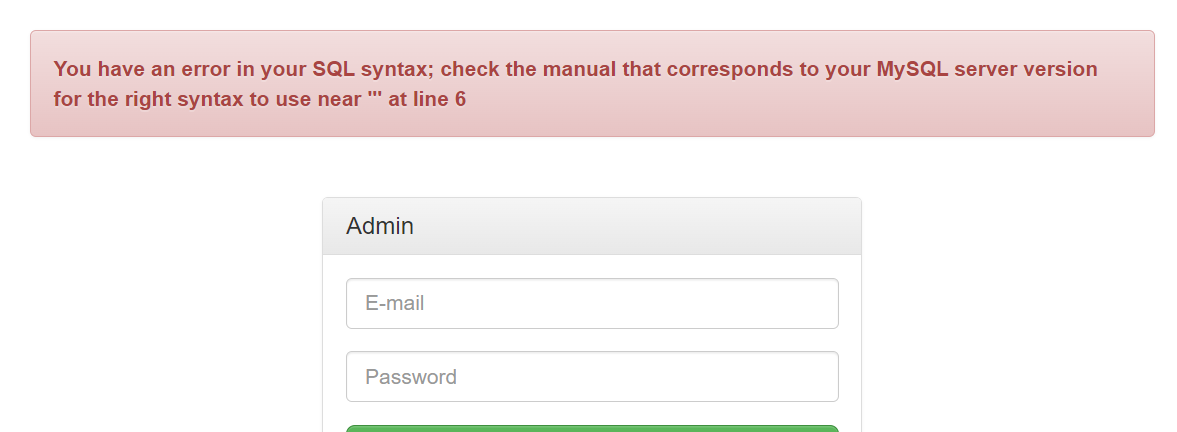 You have an error in your SQL syntax; check the manual that corresponds to your MySQL server version
for the right syntax to use near ''' at line 6
Admin
E-mail
Password